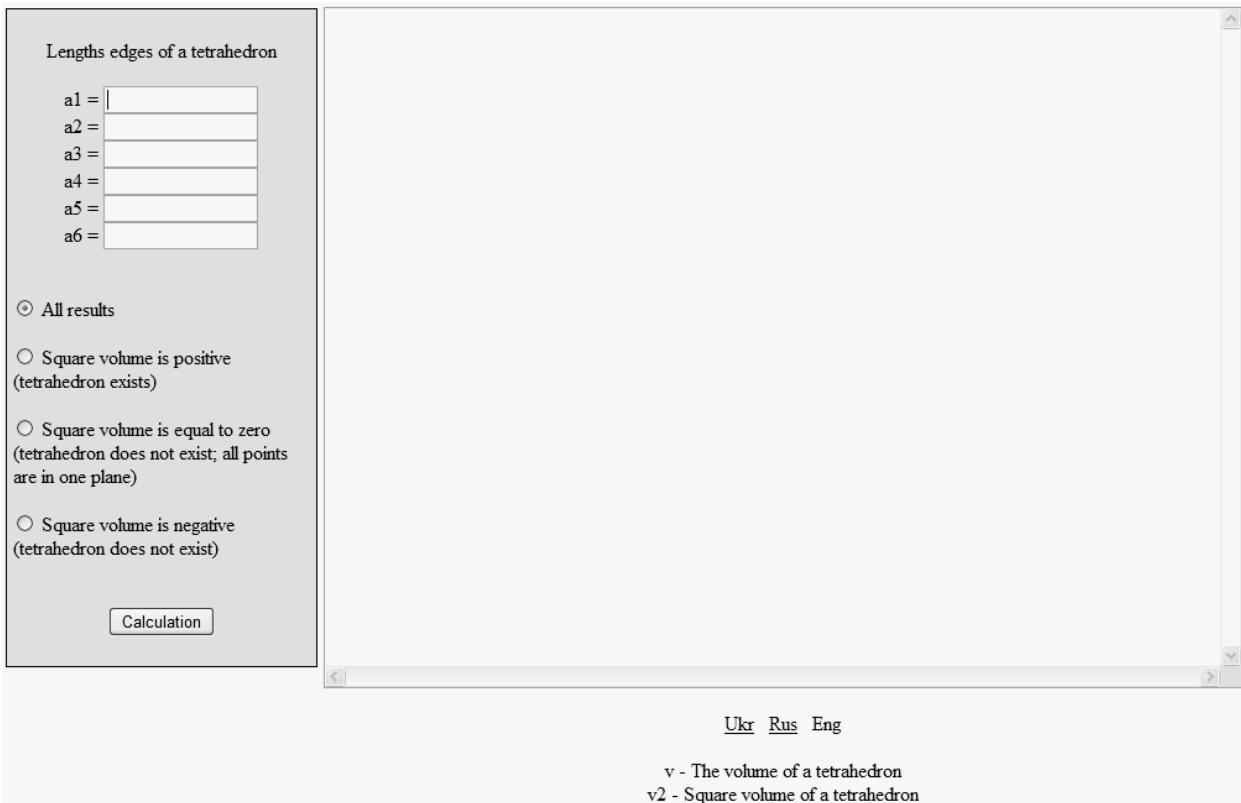 Lengths edges of a tetrahedron
a1 =
a2 =
a3 =
a4 =
a5 =
a6 =
All results
Square volume is positive
(tetrahedron exists)
Square volume is equal to zero
(tetrahedron does not exist; all points
are in one plane)
Square volume is negative
(tetrahedron does not exist)
Calculation
Ukr Rus Eng
v - The volume of a tetrahedron
v2 - Square volume of a tetrahedron